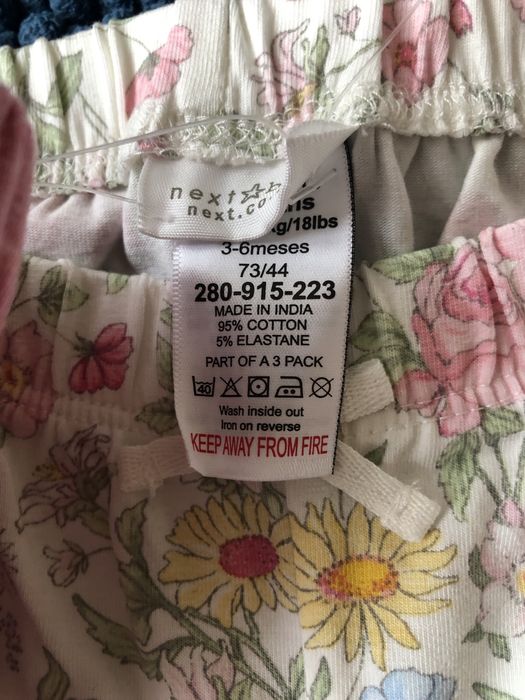 next
next.co
/18lbs
3-6meses
73/44
280-915-223
MADE IN INDIA
95% COTTON
5% ELASTANE
PART OF A 3 PACK
40
Wash inside out
Iron on reverse
KEEP AWAY FROM FIRE